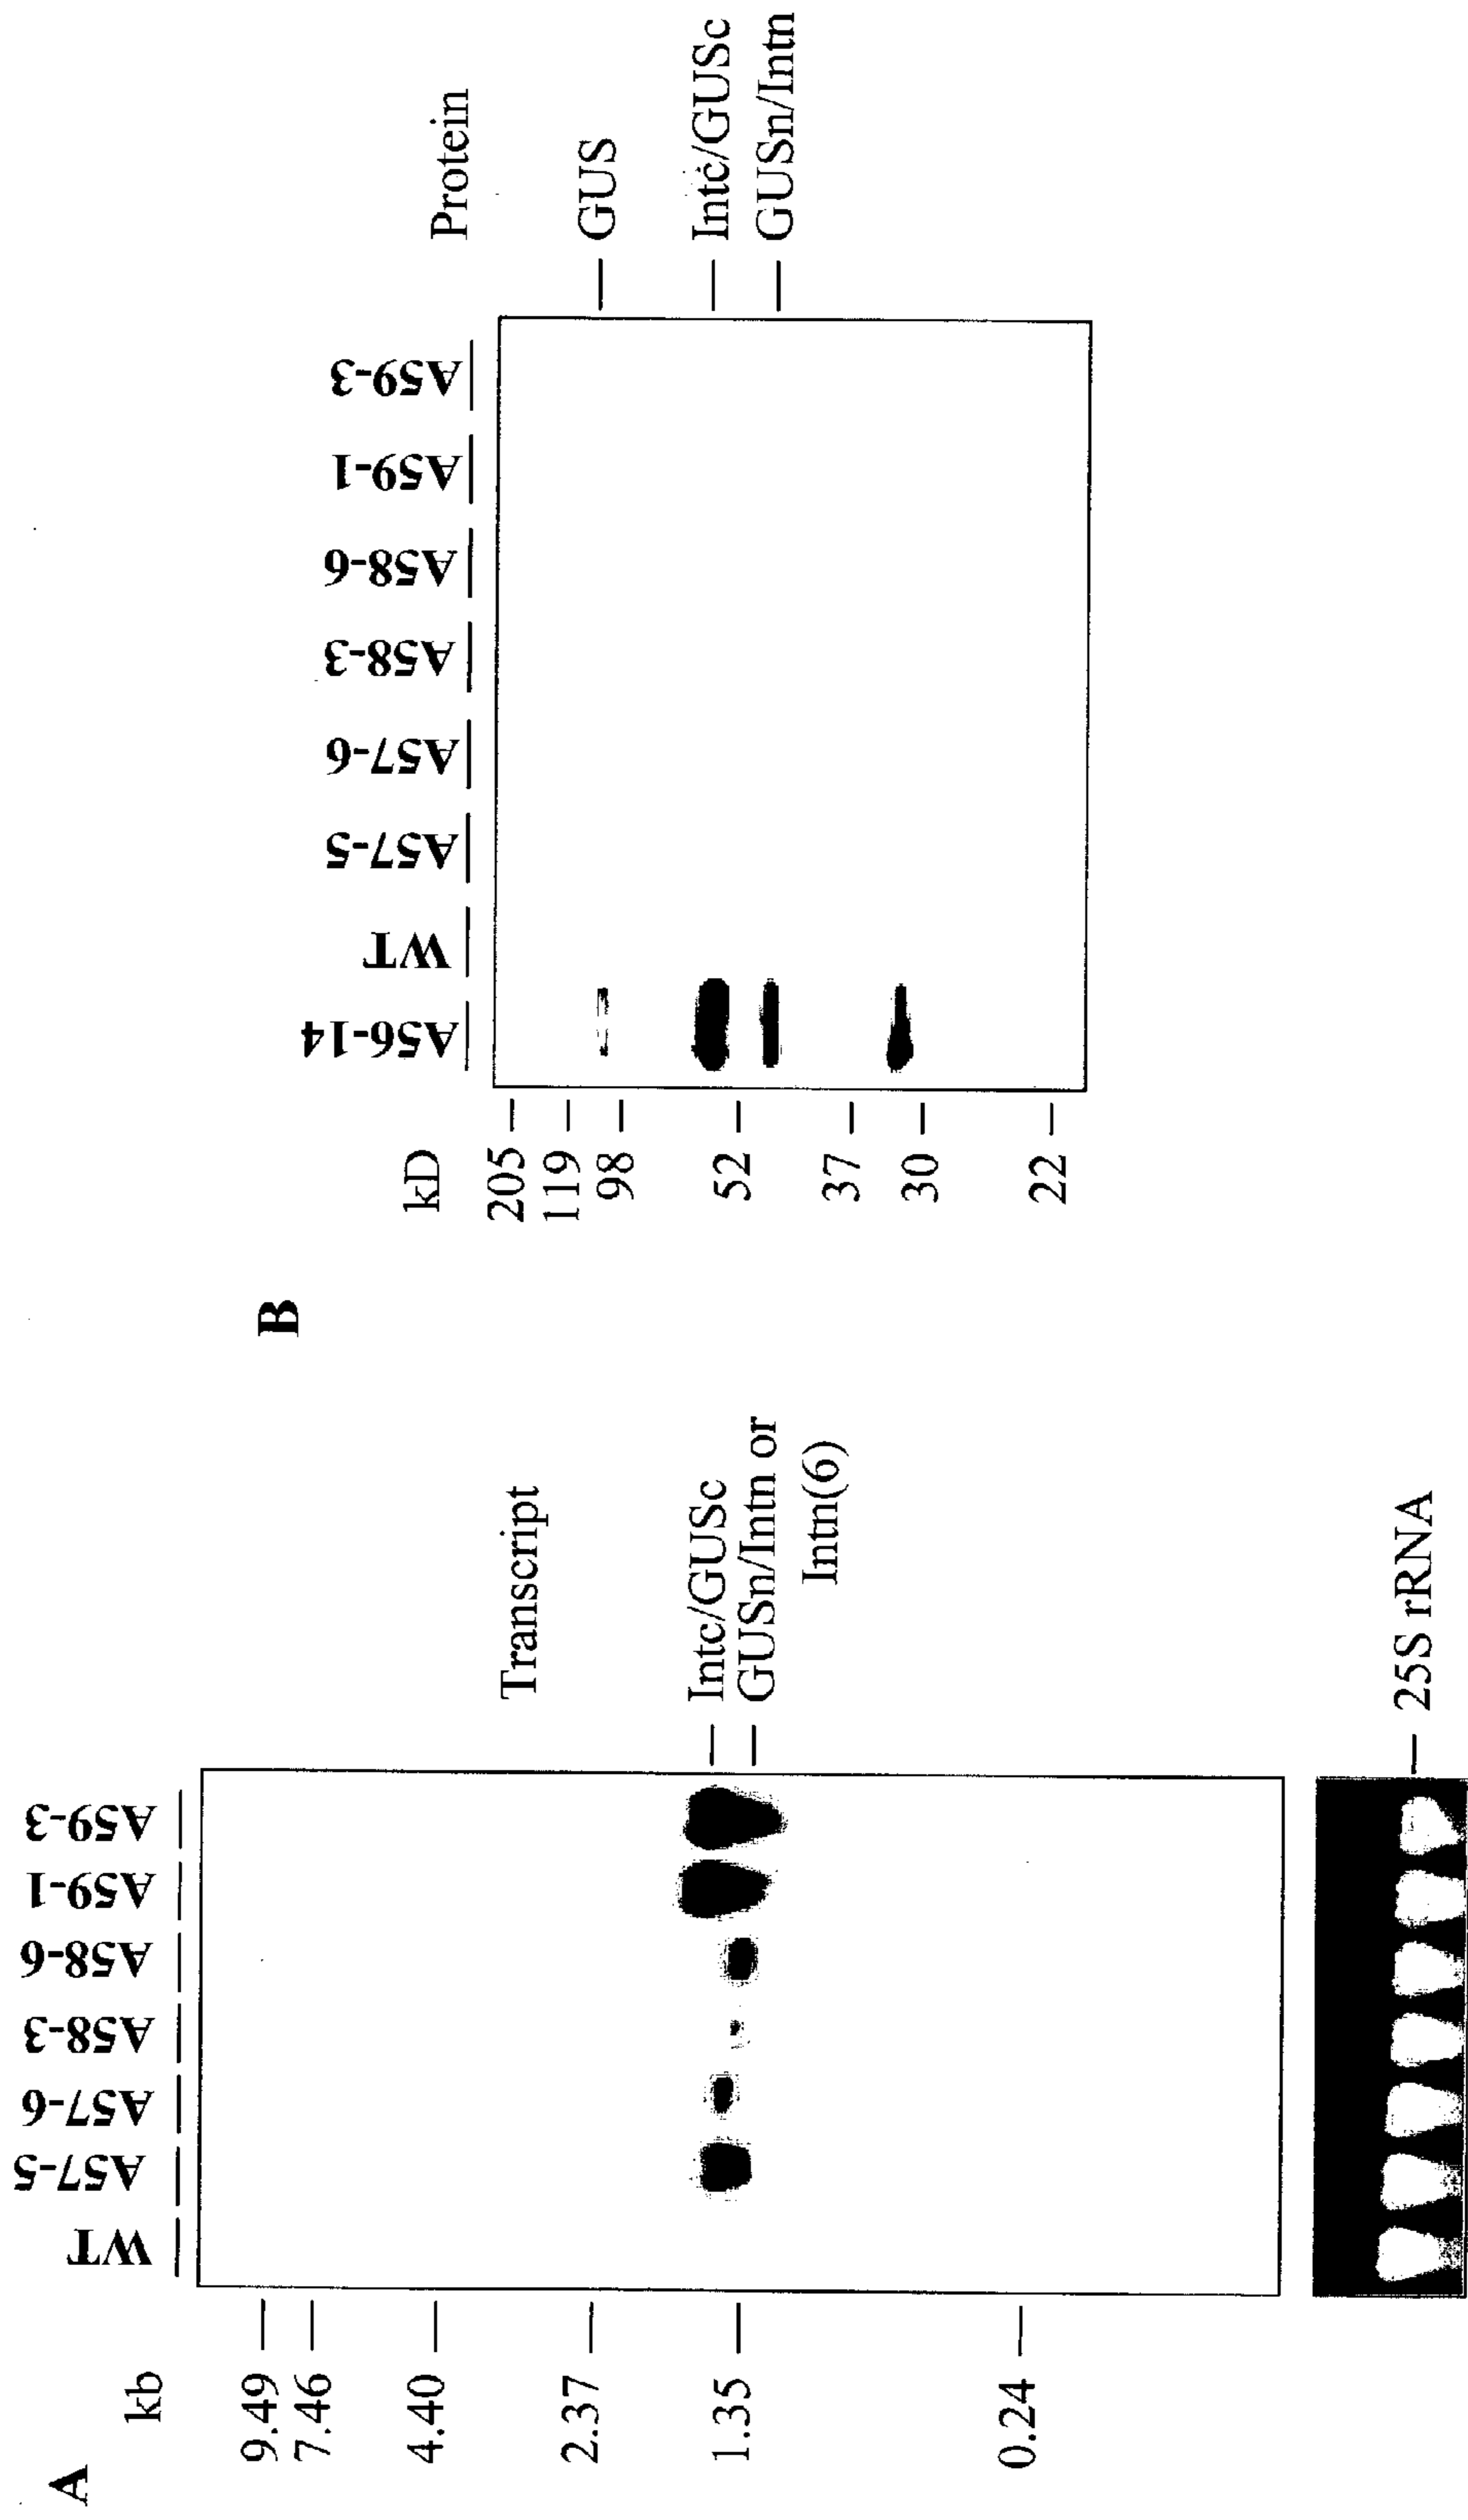 A
kb
WT
A57-5
A57-6
A58-3
A58-6
A59-1
A59-3
9.49
7.46
4.40
2.37
1.35
0.24
Transcript
Intc/GUSc
GUSn/Intn or
Intn(6)
25S rRNA
B
kD
A56-14
WT
A57-5
A57-6
A58-3
A58-6
A59-1
A59-3
205
119
98
52
37
30
22
Protein
GUS
Intc/GUSc
GUSn/Intn